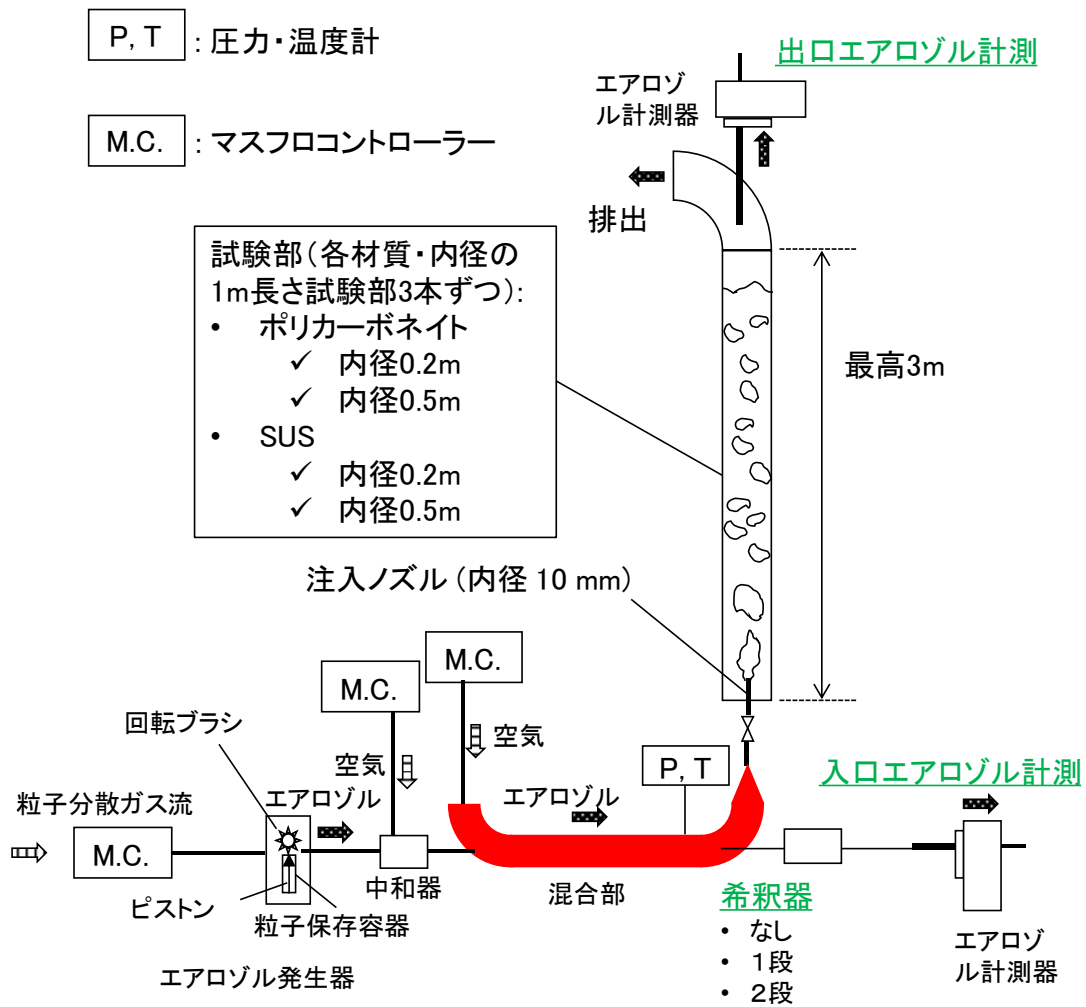 P, T : 圧力・温度計
M.C. : マスフロコントローラー
出口エアロゾル計測
エアロゾ
ル計測器
排出
試験部（各材質・内径の
1m長さ試験部3本ずつ）:
• ポリカーボネイト
✓ 内径0.2m
✓ 内径0.5m
• SUS
✓ 内径0.2m
✓ 内径0.5m
最高3m
注入ノズル (内径 10 mm)
M.C.
M.C.
回転ブラシ
空気
空気
P, T
入口エアロゾル計測
粒子分散ガス流
エアロゾル
エアロゾル
M.C.
中和器
混合部
ピストン
粒子保存容器
エアロゾル発生器
希釈器
• なし
• １段
• ２段
エアロゾ
ル計測器